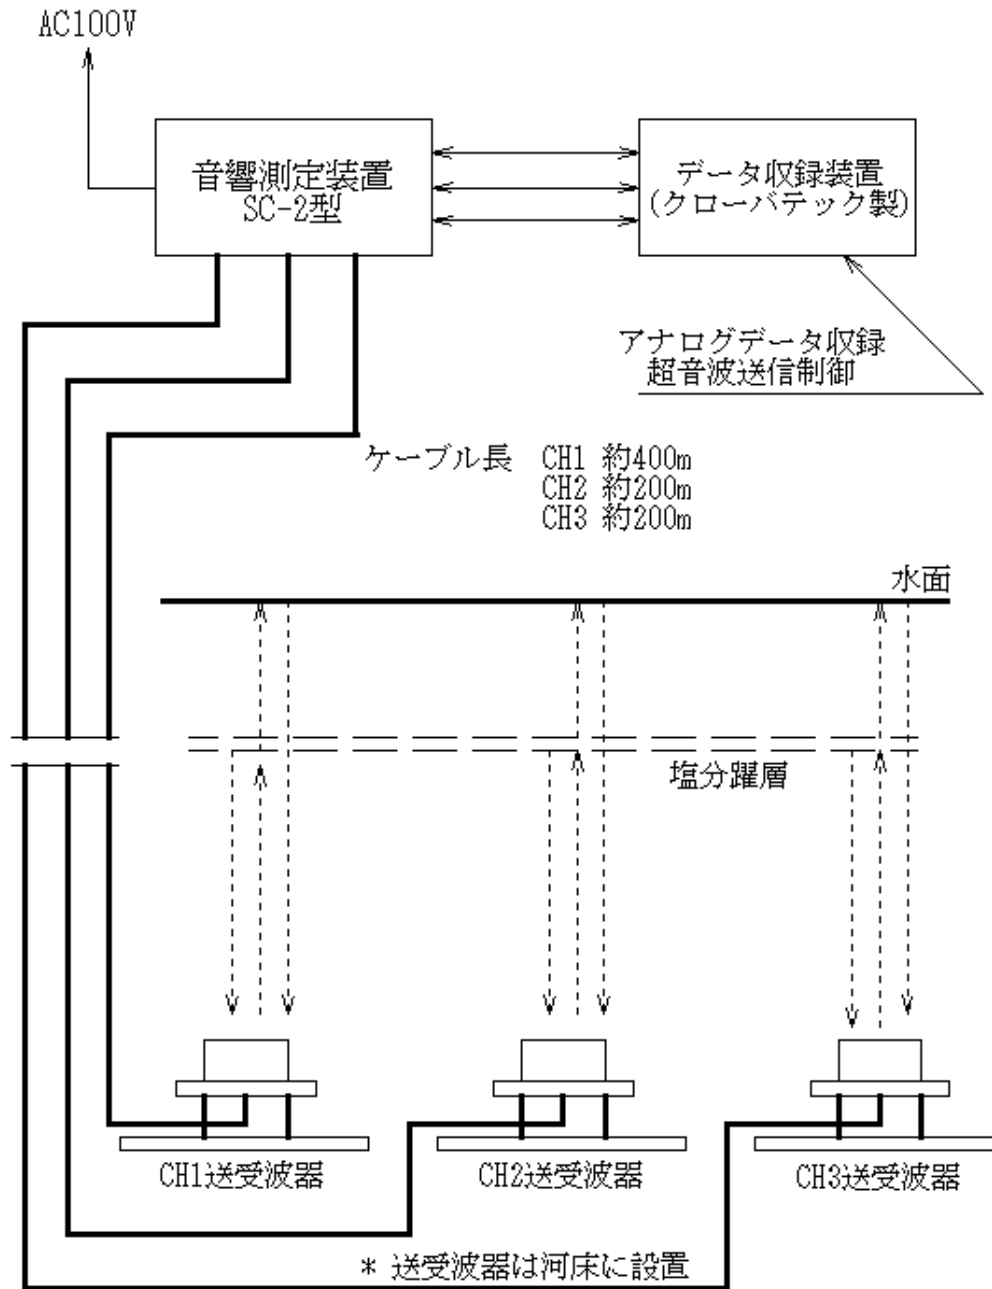 AC100V
音響測定装置
SC-2型
データ収録装置
(クローバテック製)
アナログデータ収録
超音波送信制御
ケーブル長 CH1 約400m
CH2 約200m
CH3 約200m
水面
塩分躍層
CH1送受波器
CH2送受波器
CH3送受波器
* 送受波器は河床に設置